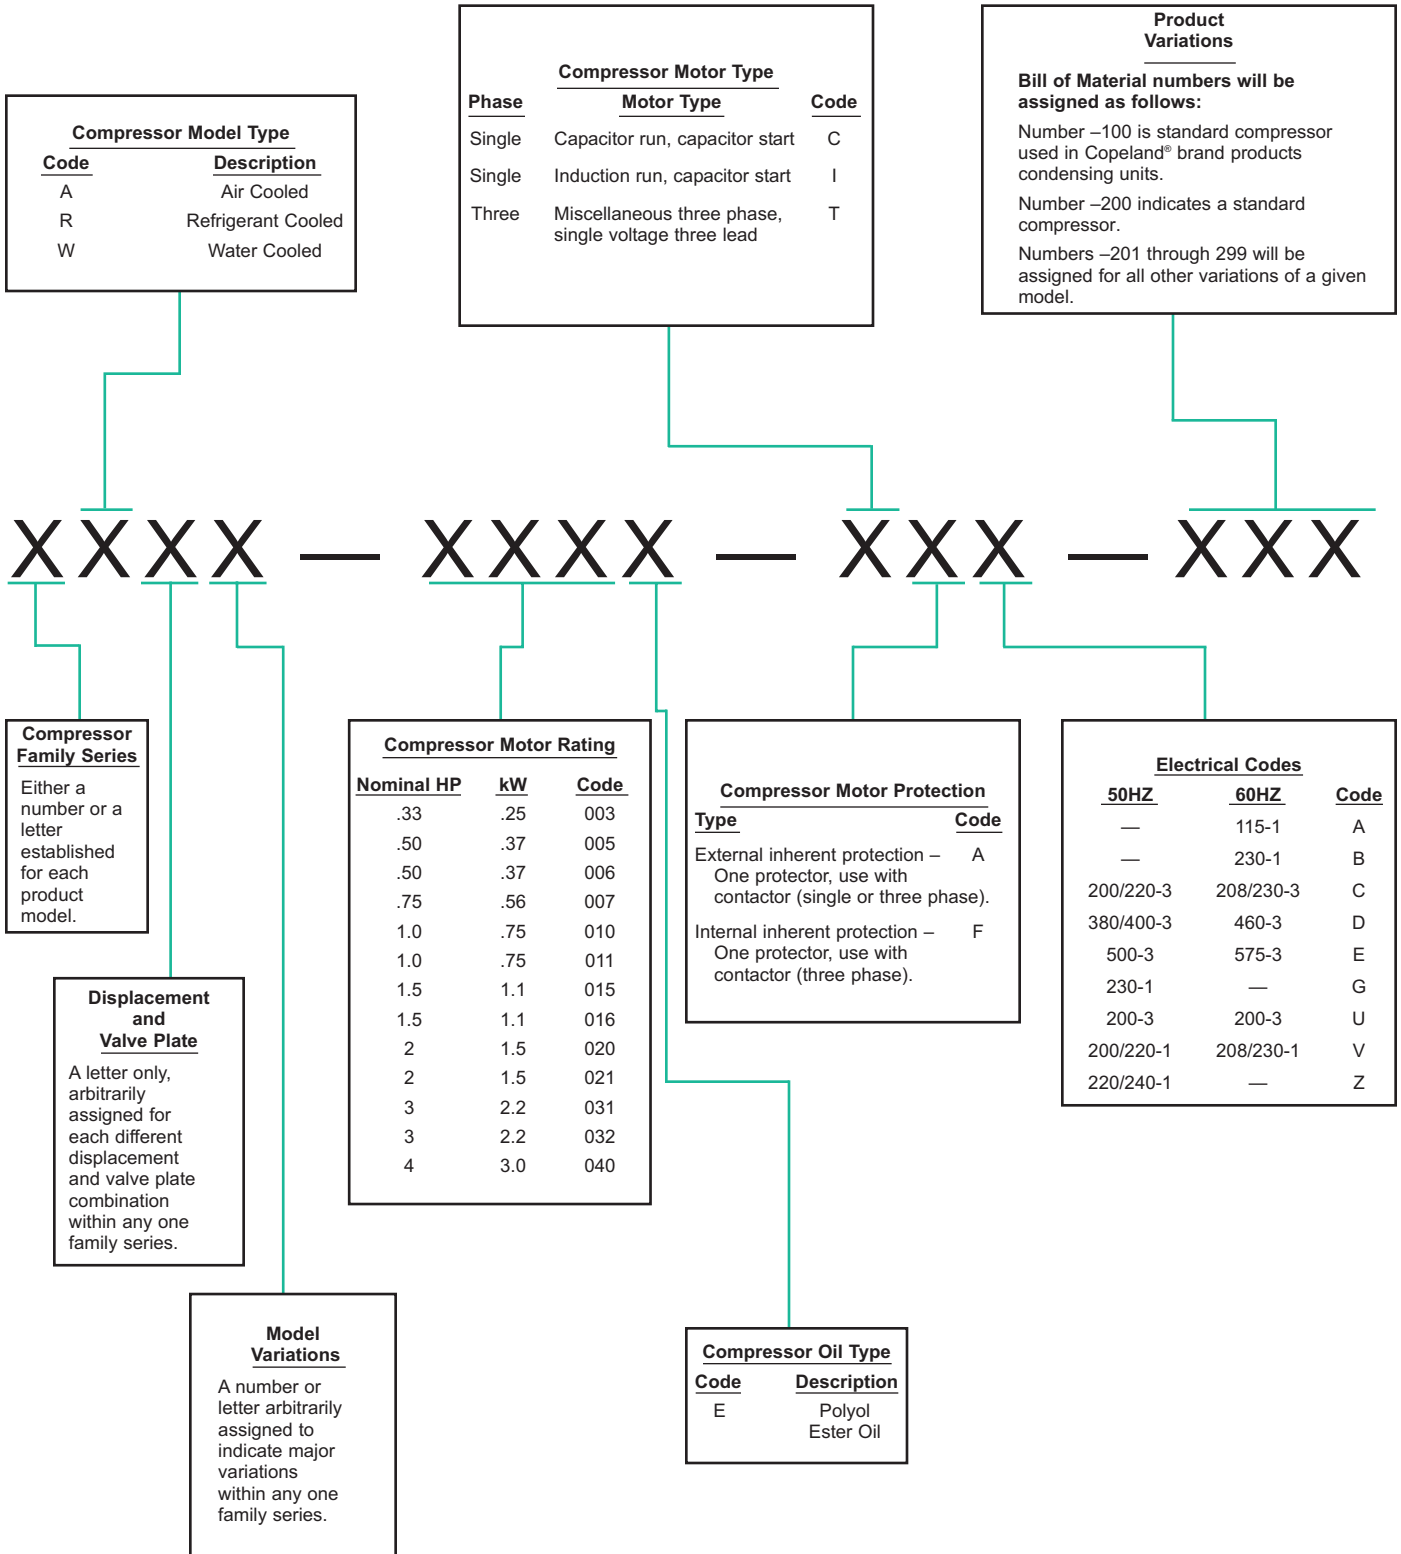 Compressor Model Type
Code Description
A Air Cooled
R Refrigerant Cooled
W Water Cooled
Compressor Motor Type
Phase Motor Type Code
Single Capacitor run, capacitor start C
Single Induction run, capacitor start I
Three Miscellaneous three phase, T
single voltage three lead
Product
Variations
Bill of Material numbers will be
assigned as follows:
Number –100 is standard compressor
used in Copeland® brand products
condensing units.
Number –200 indicates a standard
compressor.
Numbers –201 through 299 will be
assigned for all other variations of a given
model.
X X X X — X X X X — X X X — X X X
Compressor
Family Series
Either a
number or a
letter
established
for each
product
model.
Displacement
and
Valve Plate
A letter only,
arbitrarily
assigned for
each different
displacement
and valve plate
combination
within any one
family series.
Model
Variations
A number or
letter arbitrarily
assigned to
indicate major
variations
within any one
family series.
Compressor Motor Rating
Nominal HP kW Code
.33 .25 003
.50 .37 005
.50 .37 006
.75 .56 007
1.0 .75 010
1.0 .75 011
1.5 1.1 015
1.5 1.1 016
2 1.5 020
2 1.5 021
3 2.2 031
3 2.2 032
4 3.0 040
Compressor Oil Type
Code Description
E Polyol
Ester Oil
Compressor Motor Protection
Type Code
External inherent protection – A
One protector, use with
contactor (single or three phase).
Internal inherent protection – F
One protector, use with
contactor (three phase).
Electrical Codes
50HZ 60HZ Code
— 115-1 A
— 230-1 B
200/220-3 208/230-3 C
380/400-3 460-3 D
500-3 575-3 E
230-1 — G
200-3 200-3 U
200/220-1 208/230-1 V
220/240-1 — Z